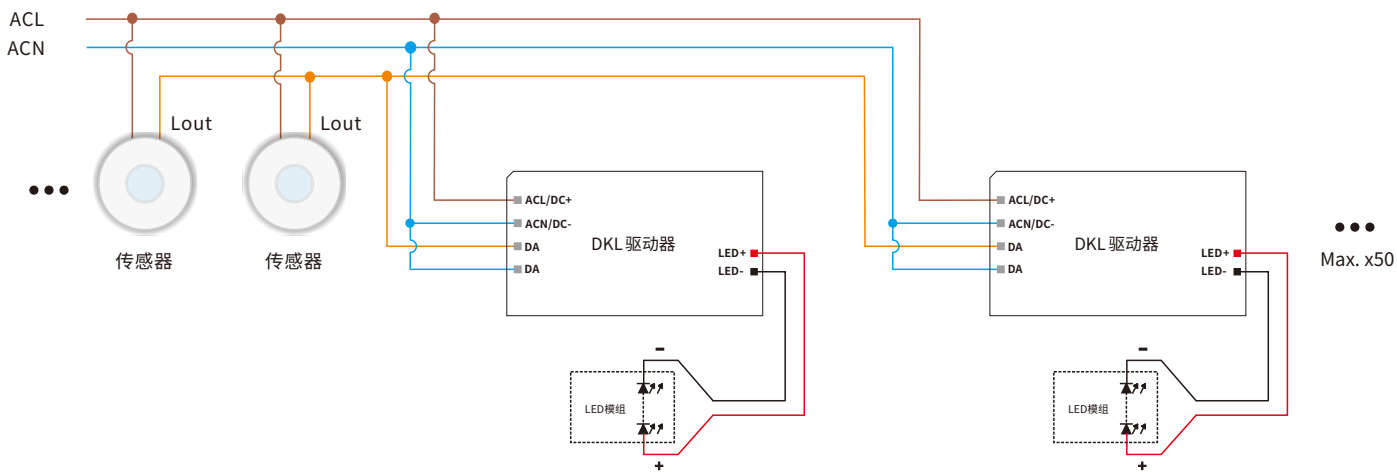 ACL
ACN
Lout
Lout
传感器
传感器
ACL/DC+
ACN/DC-
DA
DA
DKL 驱动器
LED+
LED-
ACL/DC+
ACN/DC-
DA
DA
DKL 驱动器
LED+
LED-
Max. x50
-
LED模组
+
-
LED模组
+